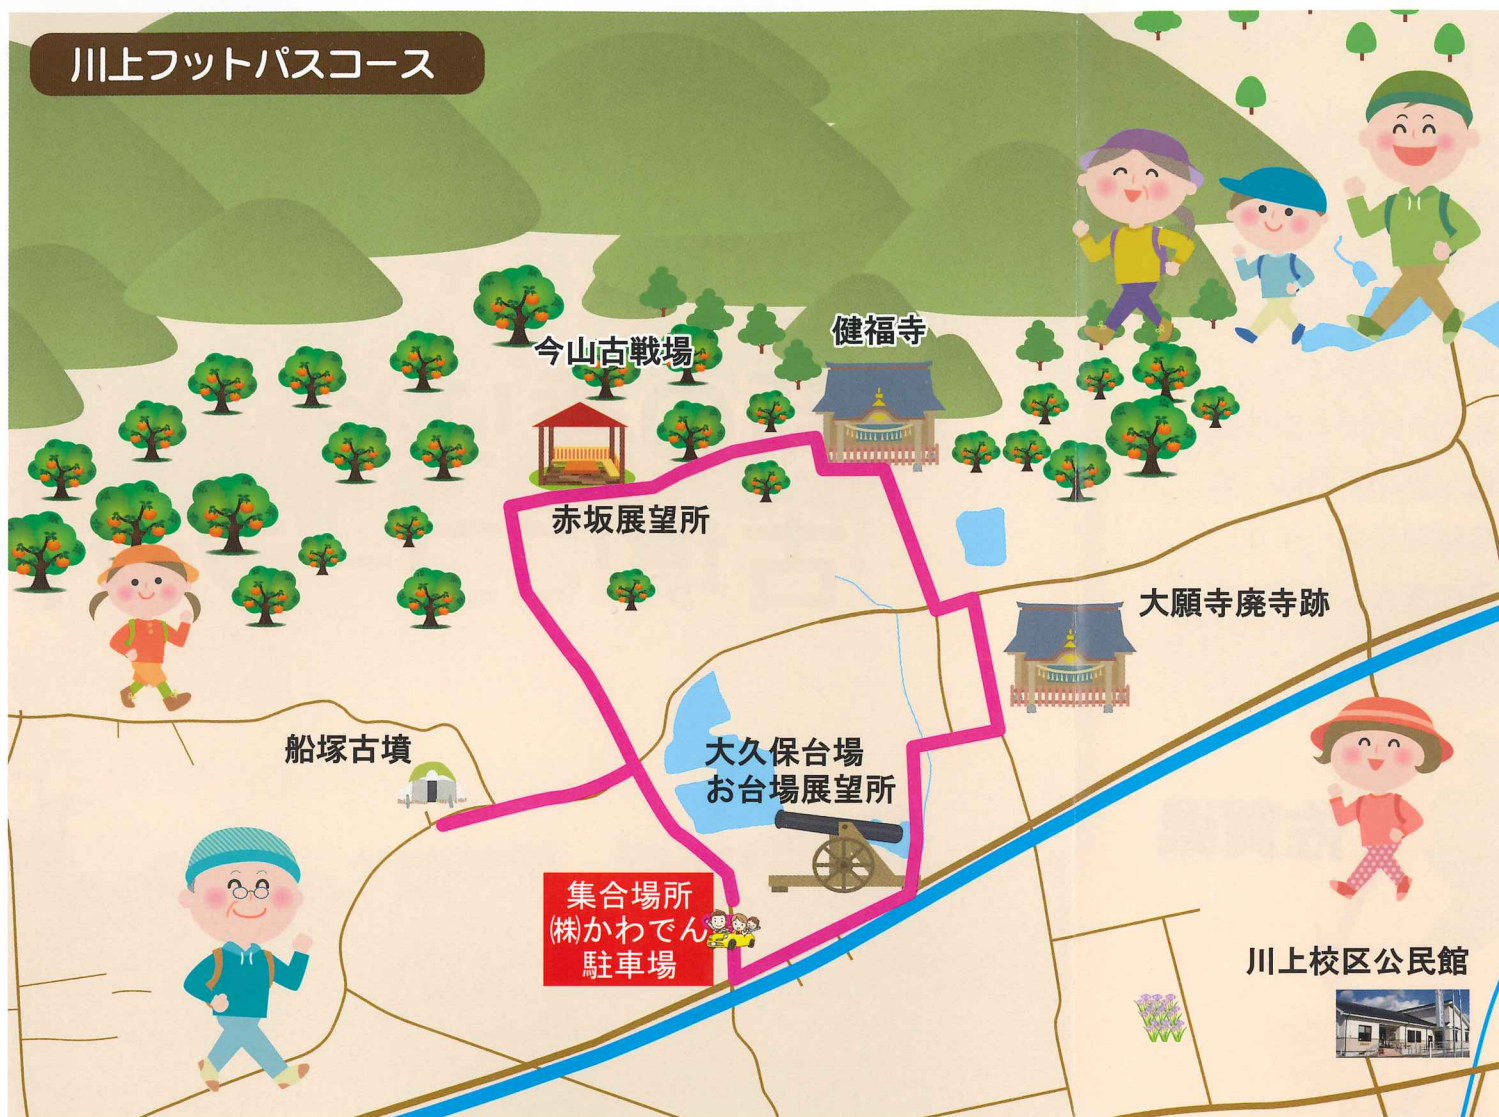 川上フットパスコース
今山古戦場
健福寺
赤坂展望所
大願寺廃寺跡
船塚古墳
大久保台場
お台場展望所
集合場所
㈱かわでん
駐車場
川上校区公民館